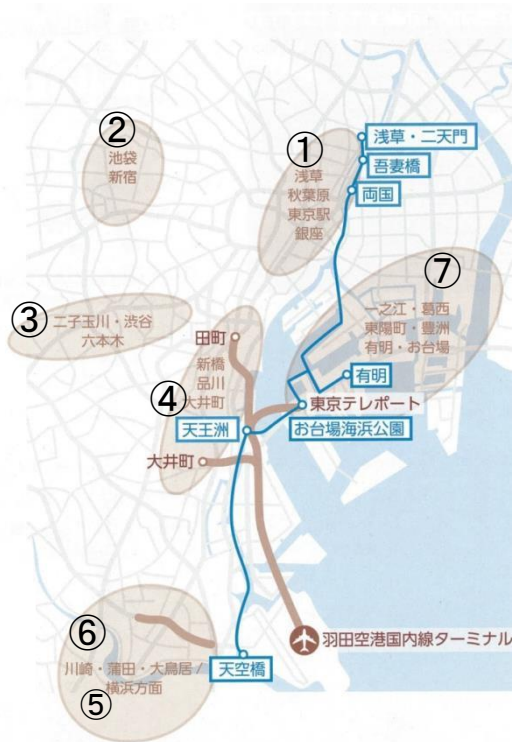 ②
池袋
新宿
①
浅草
秋葉原
東京駅
銀座
浅草・二天門
吾妻橋
両国
⑦
一之江・葛西
東陽町・豊洲
有明・お台場
③
二子玉川・渋谷
六本木
田町
新橋
品川
大井町
④
有明
東京テレポート
お台場海浜公園
天王洲
大井町
羽田空港国内線ターミナル
⑥
川崎・蒲田・大鳥居/
横浜方面
⑤
天空橋